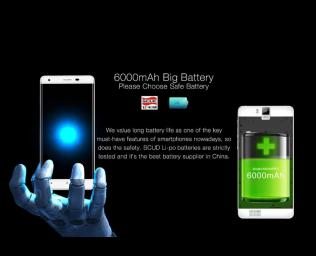 6000mAh Big Battery
Please Choose Safe Battery
SCUD
We value long battery life as one of the key
must-have features of smartphones nowadays, so
does the safety. SCUD Li-po batteries are strictly
tested and it's the best battery supplier in China.
6000mAh